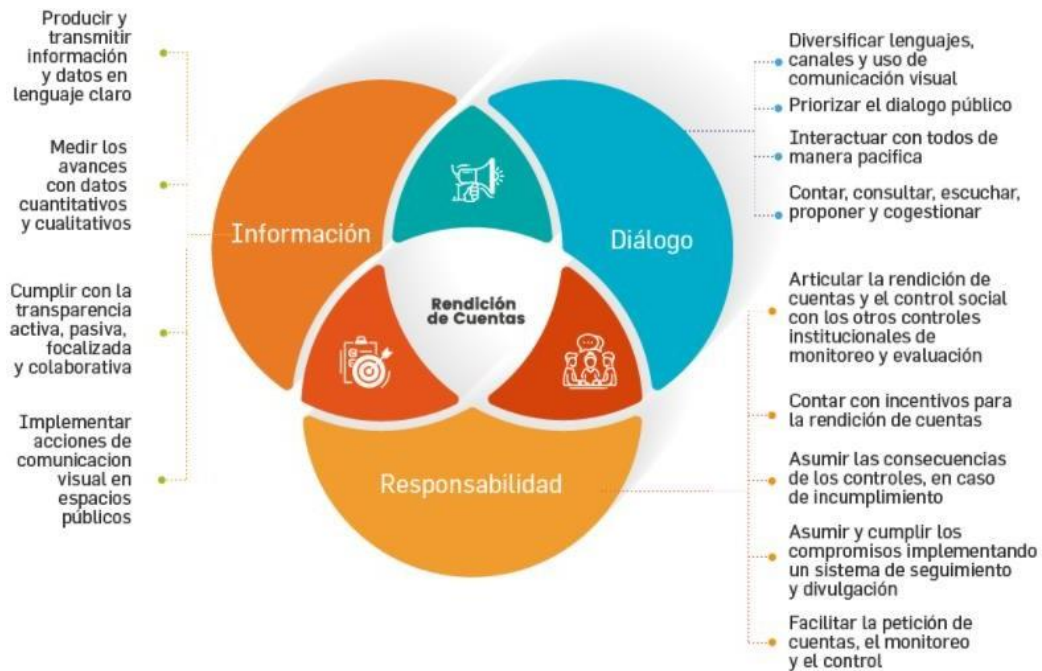 Producir y
transmitir
información
y datos en
lenguaje claro
Medir los
avances
con datos
cuantitativos
y cualitativos
Cumplir con la
transparencia
activa, pasiva,
focalizada
y colaborativa
Implementar
acciones de
comunicacion
visual en
espacios
públicos
Información
Diálogo
Rendición
de Cuentas
Responsabilidad
Diversificar lenguajes,
canales y uso de
comunicación visual
Priorizar el dialogo público
Interactuar con todos de
manera pacifica
Contar, consultar, escuchar,
proponer y cogestionar
Articular la rendición de
cuentas y el control social
con los otros controles
institucionales de
monitoreo y evaluación
Contar con incentivos para
la rendición de cuentas
Asumir las consecuencias
de los controles, en caso
de incumplimiento
Asumir y cumplir los
compromisos implementando
un sistema de seguimiento
y divulgación
Facilitar la petición de
cuentas, el monitoreo
y el control